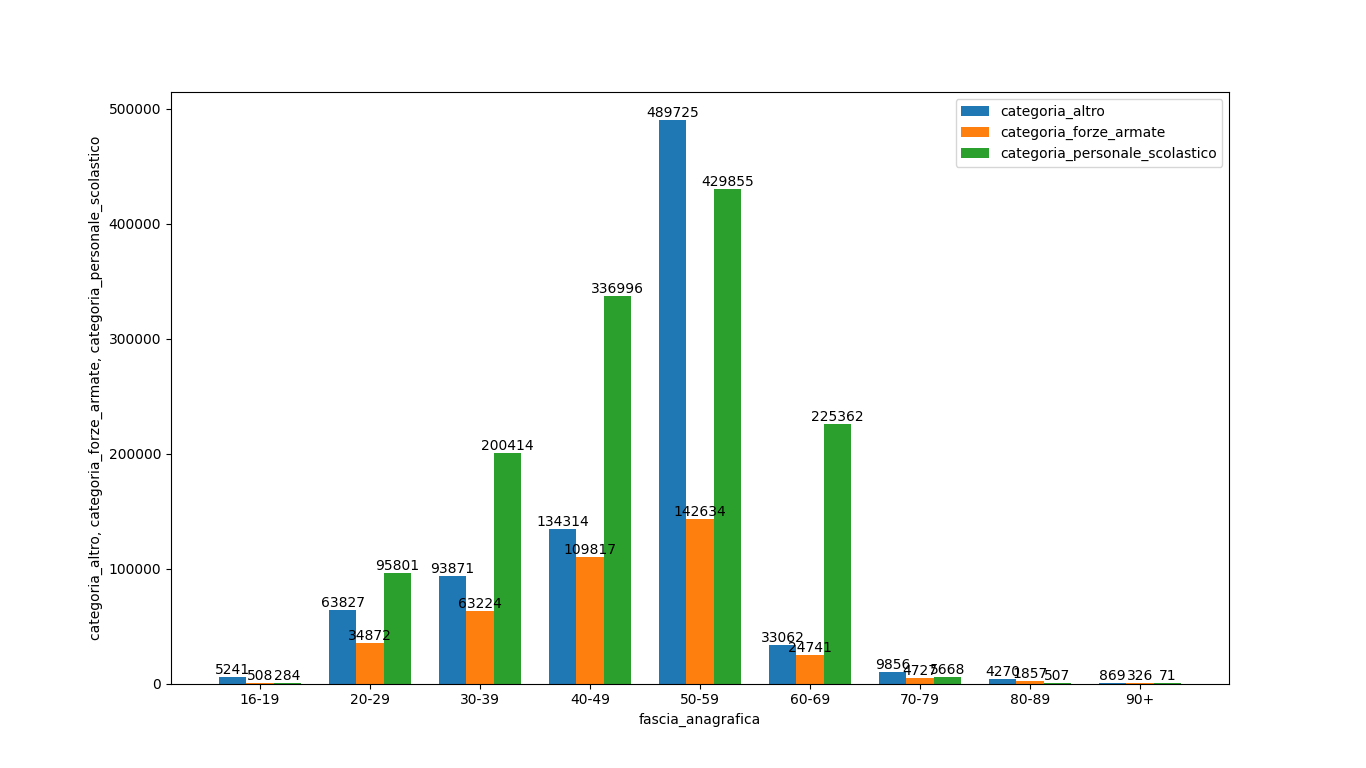 categoria_altro, categoria_forze_armate, categoria_personale_scolastico
500000
400000
300000
200000
100000
0
categoria_altro
categoria_forze_armate
categoria_personale_scolastico
5241 508 284
63827 34872 95801
93871 63224 200414
134314 109817 336996
489725 142634 429855
33062 24741 225362
9856 4727 5668
4270 1857 507
869 326 71
16-19 20-29 30-39 40-49 50-59 60-69 70-79 80-89 90+
fascia_anagrafica